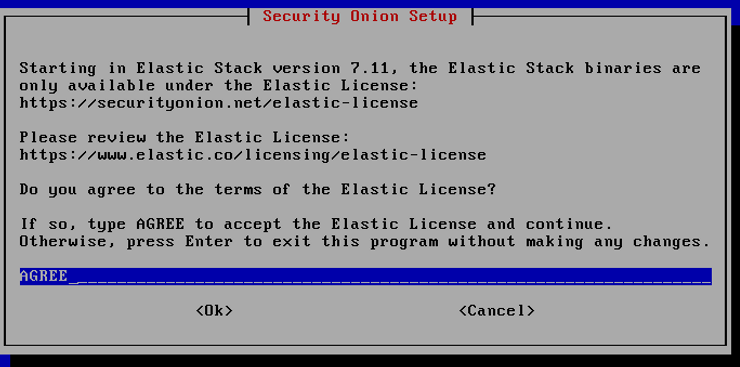 Security Onion Setup
Starting in Elastic Stack version 7.11, the Elastic Stack binaries are
only available under the Elastic License:
https://securityonion.net/elastic-license
Please review the Elastic License:
https://www.elastic.co/licensing/elastic-license
Do you agree to the terms of the Elastic License?
If so, type AGREE to accept the Elastic License and continue.
Otherwise, press Enter to exit this program without making any changes.
AGREE
<Ok> <Cancel>